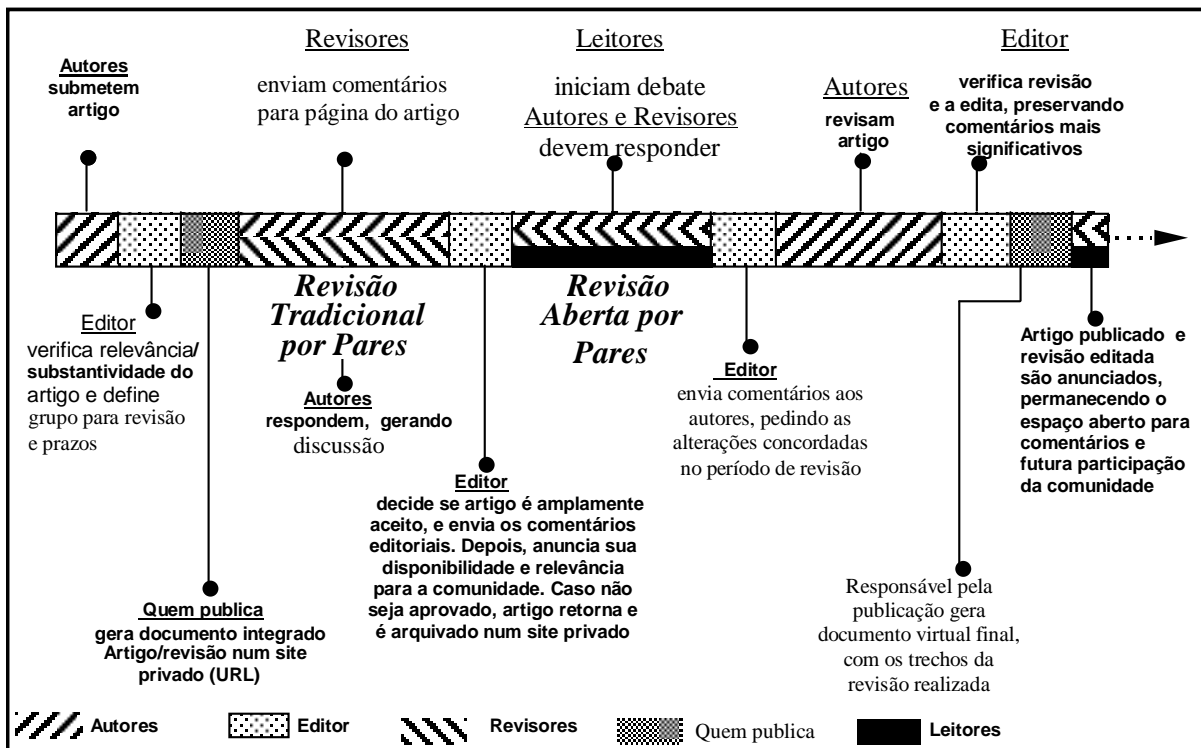 Autores
submetem
artigo
Revisores
enviam comentários
para página do artigo
Leitores
iniciam debate
Autores e Revisores
devem responder
Autores
revisam
artigo
Editor
verifica revisão
e a edita, preservando
comentários mais
significativos
Editor
verifica relevância/
substantividade do
artigo e define
grupo para revisão
e prazos
Quem publica
gera documento integrado
Artigo/revisão num site
privado (URL)
Revisão
Tradicional
por Pares
Autores
respondem, gerando
discussão
Editor
decide se artigo é amplamente
aceito, e envia os comentários
editoriais. Depois, anuncia sua
disponibilidade e relevância
para a comunidade. Caso não
seja aprovado, artigo retorna e
é arquivado num site privado
Revisão
Aberta por
Pares
Editor
envia comentários aos
autores, pedindo as
alterações concordadas
no período de revisão
Responsável pela
publicação gera
documento virtual final,
com os trechos da
revisão realizada
Artigo publicado e
revisão editada
são anunciados,
permanecendo o
espaço aberto para
comentários e
futura participação
da comunidade
Autores
Editor
Revisores
Quem publica
Leitores